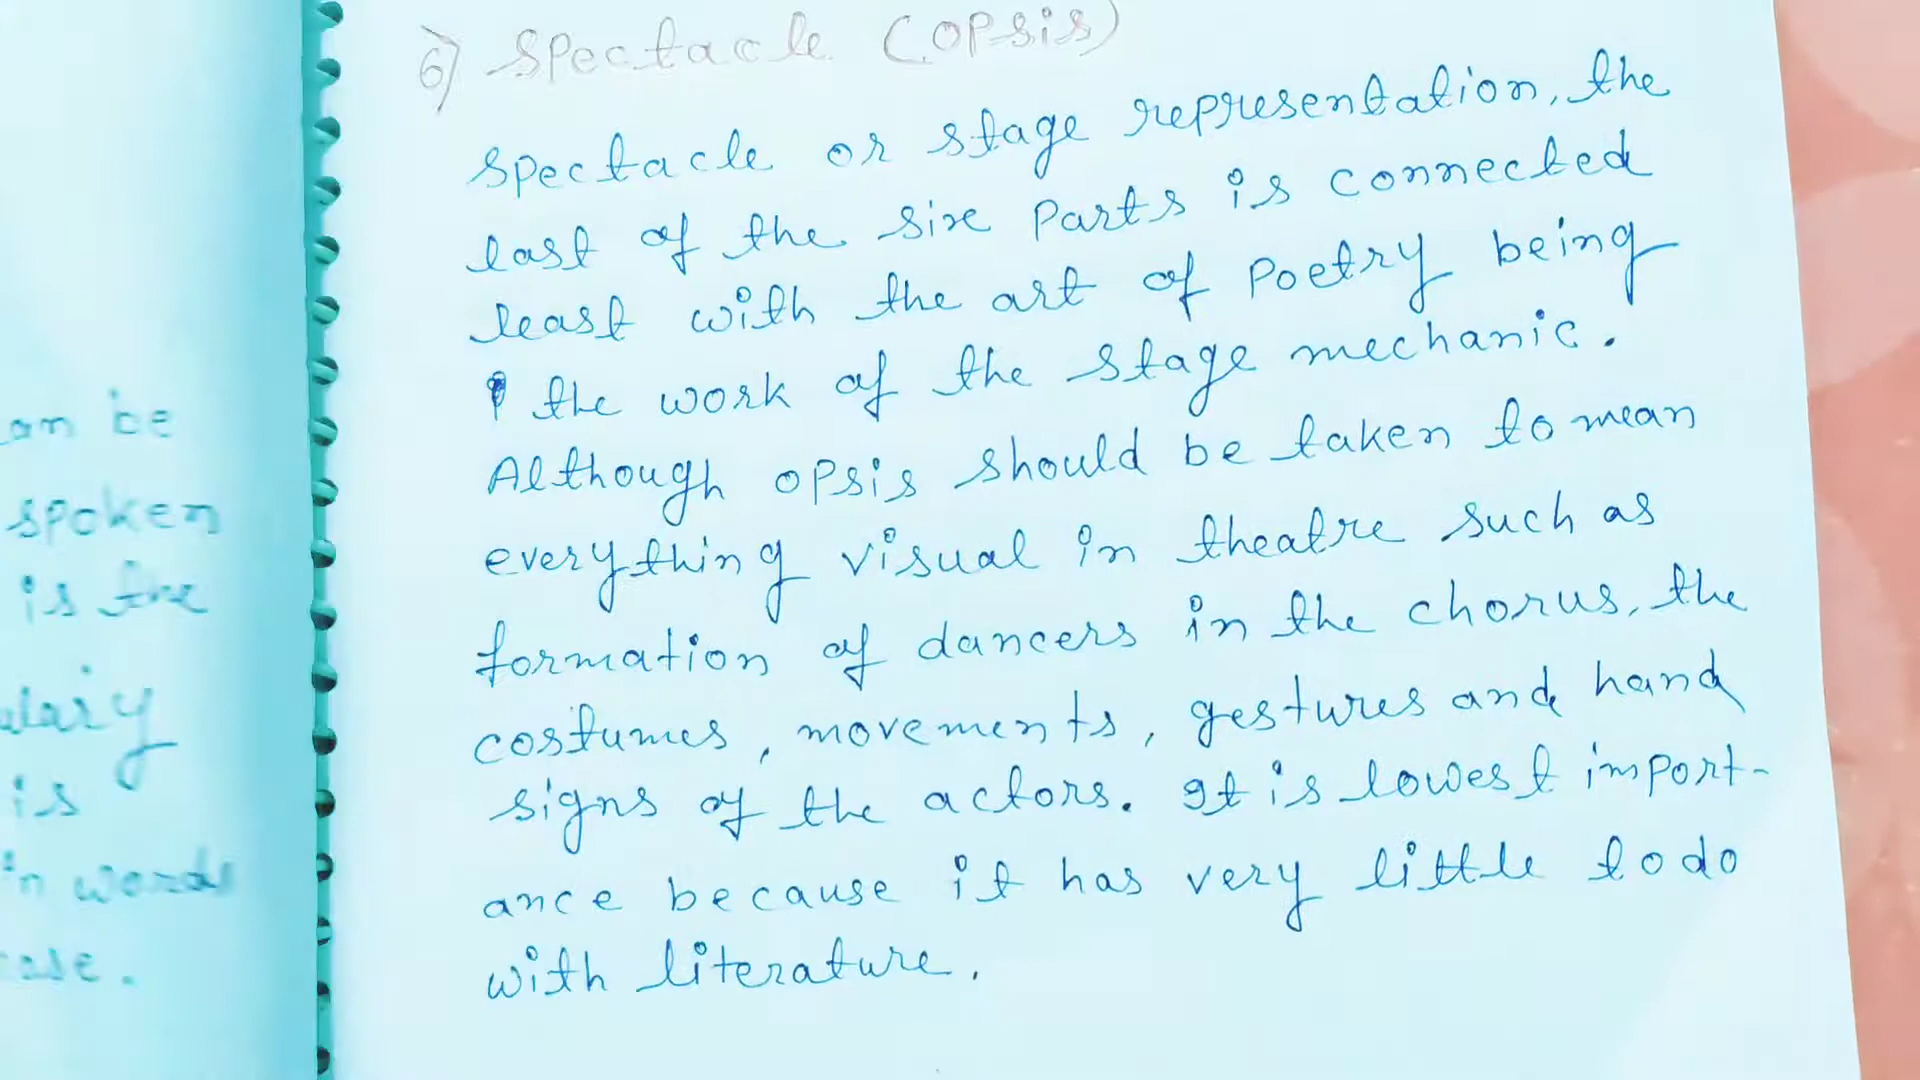 6) Spectacle (opsis)
Spectacle or stage representation, the
last of the six parts is connected
least with the art of Poetry being
the work of the stage mechanic.
Although opsis should be taken to mean
everything visual in theatre such as
formation of dancers in the chorus, the
costumes, movements, gestures and hand
signs of the actors. It is lowest import-
ance because it has very little to do
with literature.
an be
spoken
is the
is
in words